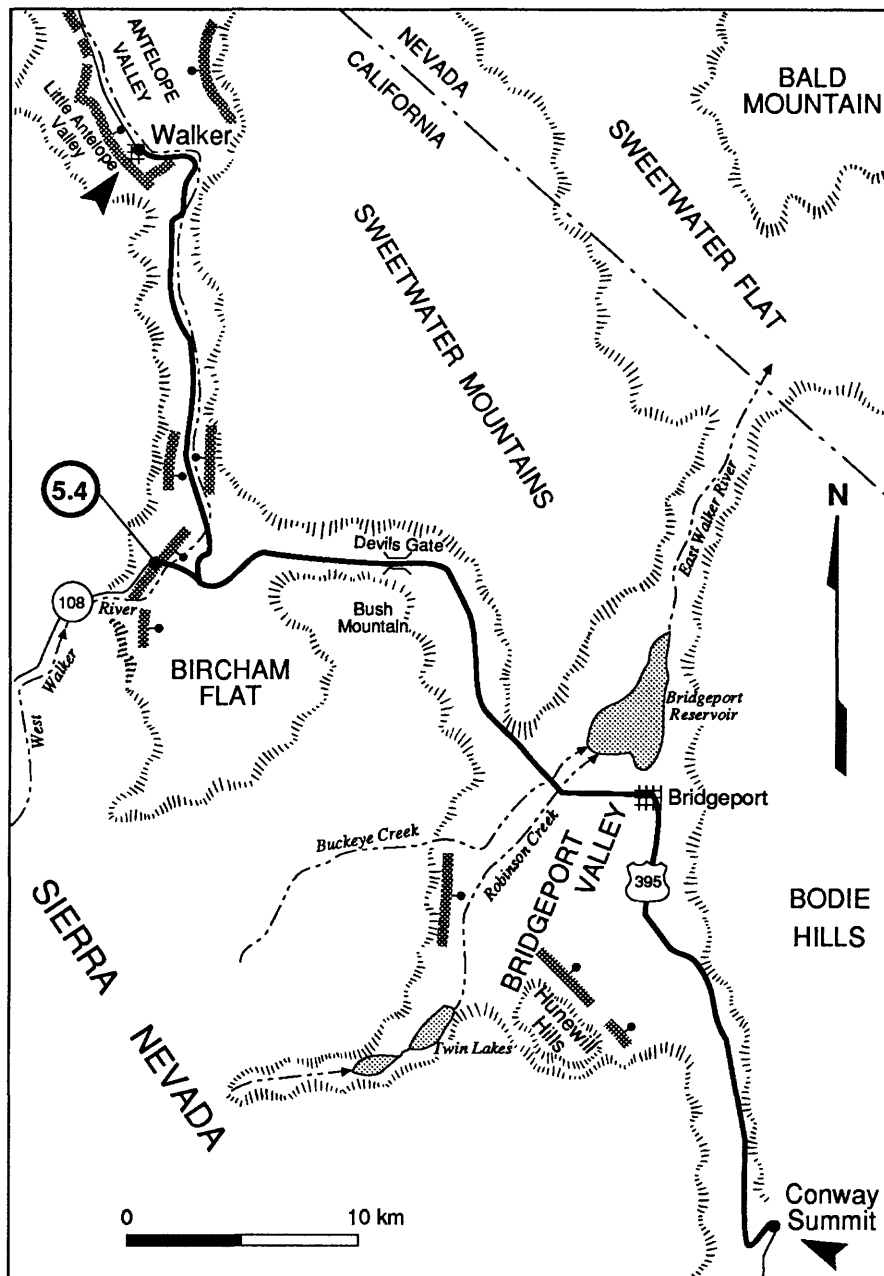 ANTELOPE
VALLEY
NEVADA
CALIFORNIA
BALD
MOUNTAIN
Little Antelope
Valley
Walker
SWEETWATER FLAT
SWEETWATER MOUNTAINS
5.4
N
East Walker River
Devils Gate
108
River
Walker
West
Bush
Mountain
BIRCHAM
FLAT
Bridgeport
Reservoir
Bridgeport
Buckeye Creek
Robinson Creek
BRIDGEPORT
VALLEY
395
BODIE
HILLS
SIERRA
NEVADA
Hunewill
Hills
Twin Lakes
Conway
Summit
0 10 km